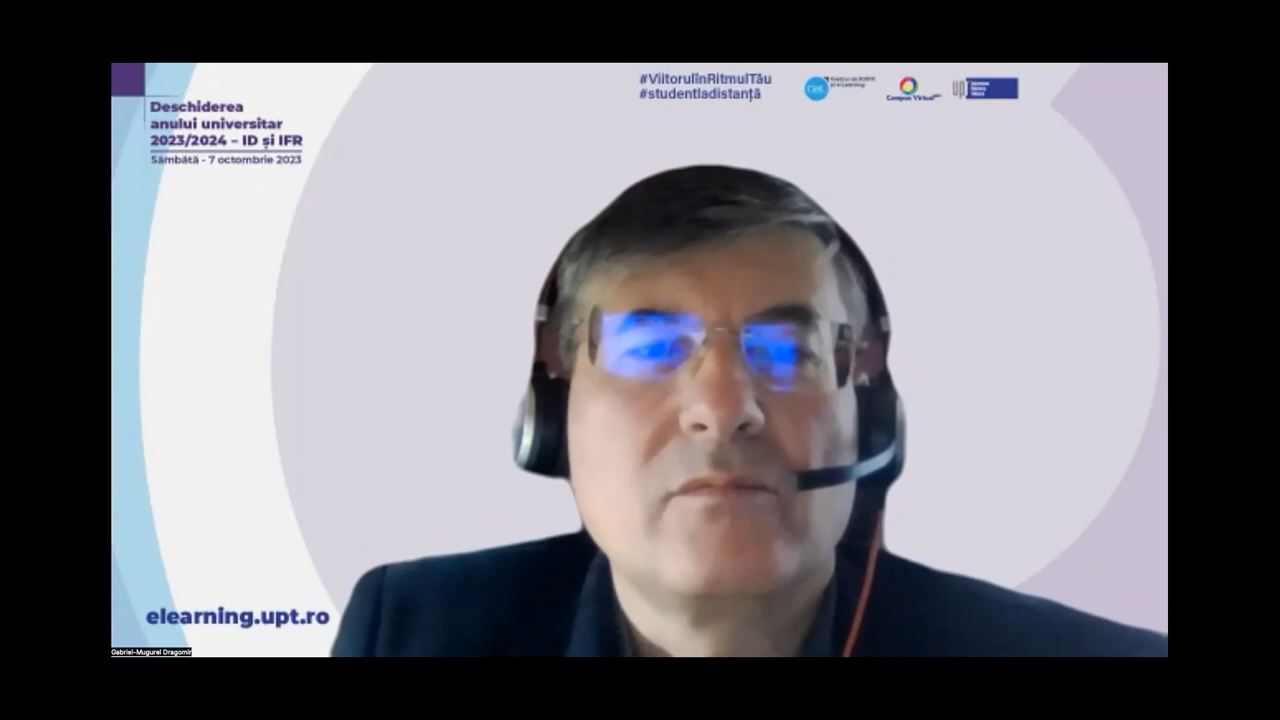 Deschiderea
anului universitar
2023/2024 – ID și IFR
Sâmbătă - 7 octombrie 2023
#ViitorulînRitmulTău
#studentladistanță
Campus Virtual
elearning.upt.ro
Gabriel-Mugurel Dragomir